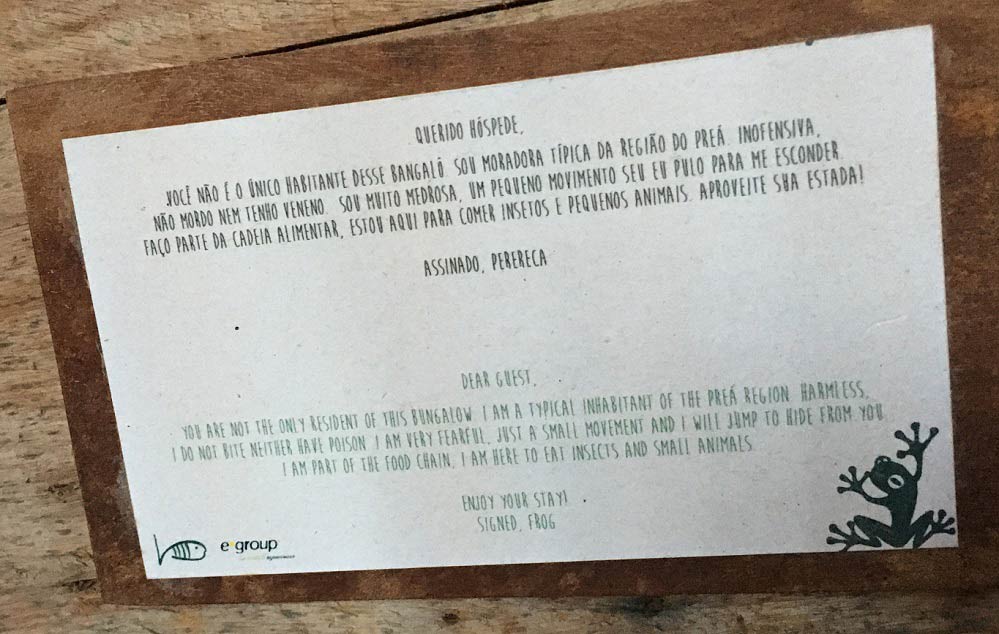 QUERIDO HÓSPEDE,
VOCÊ NÃO É O ÚNICO HABITANTE DESSE BANGALÔ. SOU MORADORA TÍPICA DA REGIÃO DO PREÁ. INOFENSIVA,
NÃO MORDO NEM TENHO VENENO. SOU MUITO MEDROSA, UM PEQUENO MOVIMENTO SEU EU PULO PARA ME ESCONDER.
FAÇO PARTE DA CADEIA ALIMENTAR, ESTOU AQUI PARA COMER INSETOS E PEQUENOS ANIMAIS. APROVEITE SUA ESTADA!
ASSINADO, PERERECA
DEAR GUEST,
YOU ARE NOT THE ONLY RESIDENT OF THIS BUNGALOW. I AM A TYPICAL INHABITANT OF THE PREÁ REGION. HARMLESS,
I DO NOT BITE NEITHER HAVE POISON. I AM VERY FEARFUL, JUST A SMALL MOVEMENT AND I WILL JUMP TO HIDE FROM YOU.
I AM PART OF THE FOOD CHAIN, I AM HERE TO EAT INSECTS AND SMALL ANIMALS.
ENJOY YOUR STAY!
SIGNED, FROG
group